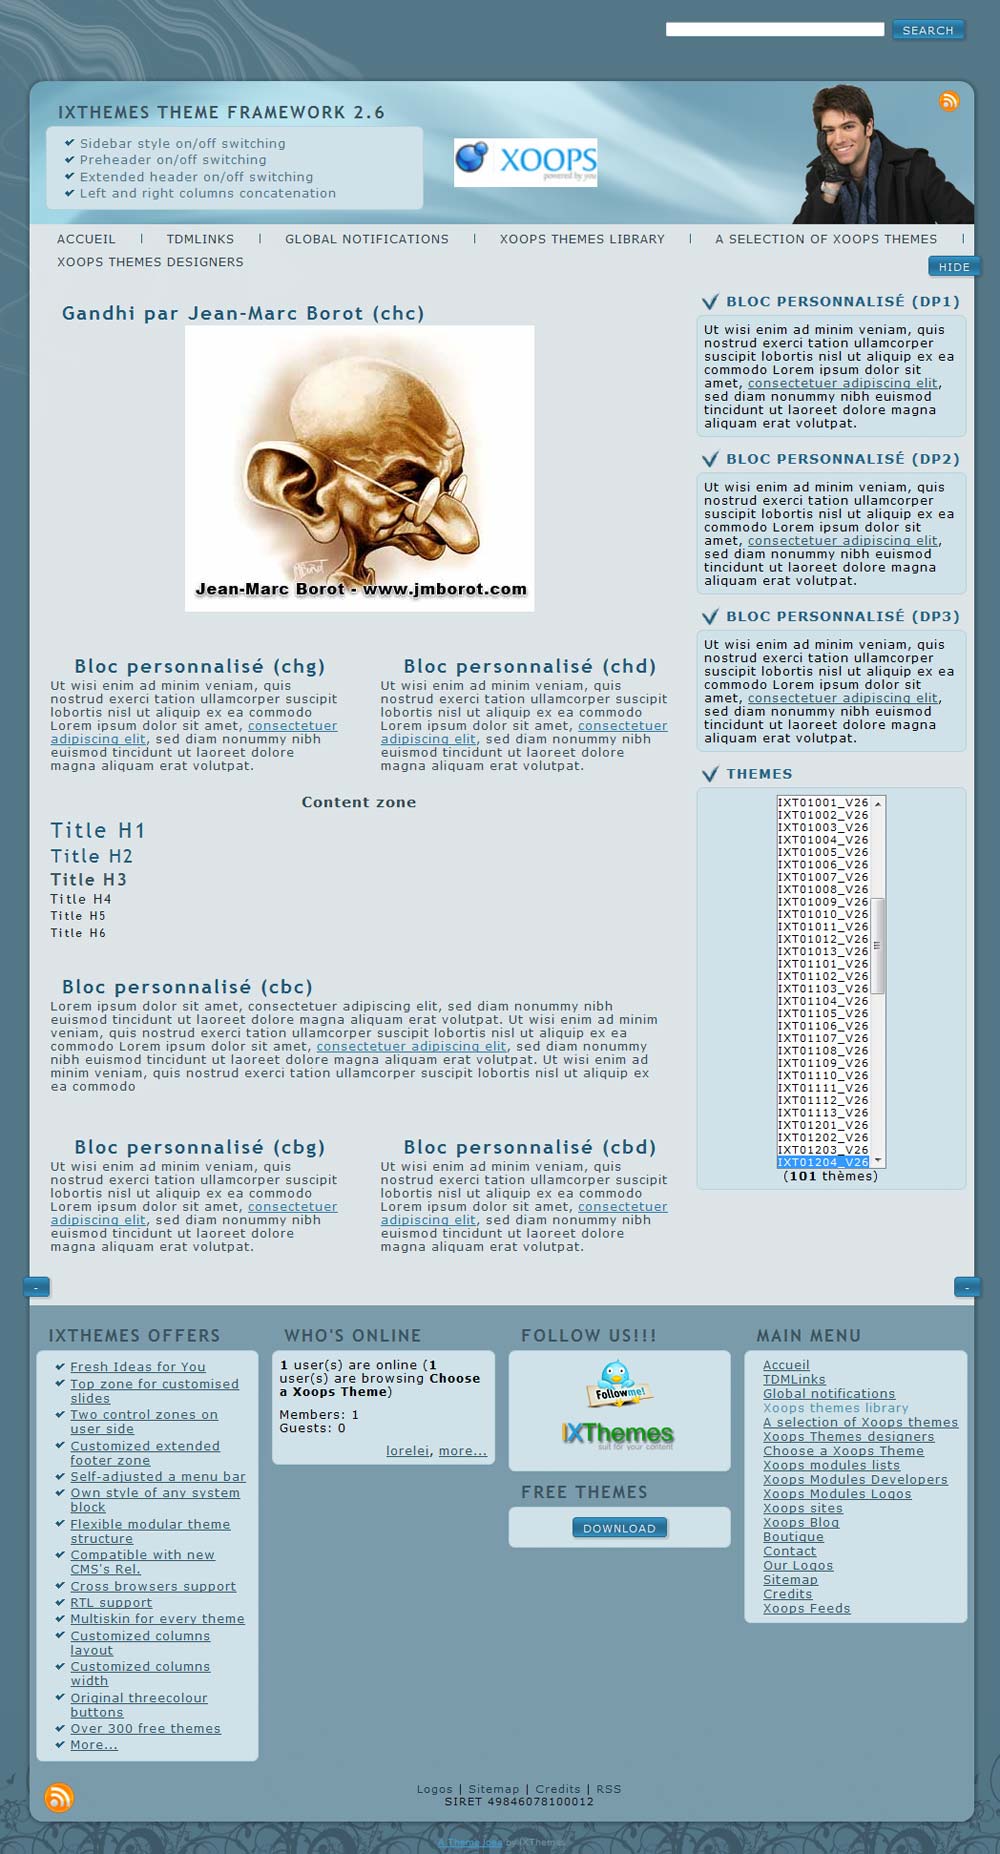 SEARCH
IXTHEMES THEME FRAMEWORK 2.6
Sidebar style on/off switching
Preheader on/off switching
Extended header on/off switching
Left and right columns concatenation
XOOPS
powered by you
ACCUEIL | TDMLINKS | GLOBAL NOTIFICATIONS | XOOPS THEMES LIBRARY | A SELECTION OF XOOPS THEMES |
XOOPS THEMES DESIGNERS
HIDE
Gandhi par Jean-Marc Borot (chc)
Jean-Marc Borot - www.jmborot.com
Bloc personnalisé (chg)
Ut wisi enim ad minim veniam, quis
nostrud exerci tation ullamcorper suscipit
lobortis nisl ut aliquip ex ea commodo
Lorem ipsum dolor sit amet, consectetuer
adipiscing elit, sed diam nonummy nibh
euismod tincidunt ut laoreet dolore
magna aliquam erat volutpat.
Bloc personnalisé (chd)
Ut wisi enim ad minim veniam, quis
nostrud exerci tation ullamcorper suscipit
lobortis nisl ut aliquip ex ea commodo
Lorem ipsum dolor sit amet, consectetuer
adipiscing elit, sed diam nonummy nibh
euismod tincidunt ut laoreet dolore
magna aliquam erat volutpat.
Content zone
Title H1
Title H2
Title H3
Title H4
Title H5
Title H6
Bloc personnalisé (cbc)
Lorem ipsum dolor sit amet, consectetuer adipiscing elit, sed diam nonummy nibh
euismod tincidunt ut laoreet dolore magna aliquam erat volutpat. Ut wisi enim ad minim
veniam, quis nostrud exerci tation ullamcorper suscipit lobortis nisl ut aliquip ex ea
commodo Lorem ipsum dolor sit amet, consectetuer adipiscing elit, sed diam nonummy
nibh euismod tincidunt ut laoreet dolore magna aliquam erat volutpat. Ut wisi enim ad
minim veniam, quis nostrud exerci tation ullamcorper suscipit lobortis nisl ut aliquip ex
ea commodo
Bloc personnalisé (cbg)
Ut wisi enim ad minim veniam, quis
nostrud exerci tation ullamcorper suscipit
lobortis nisl ut aliquip ex ea commodo
Lorem ipsum dolor sit amet, consectetuer
adipiscing elit, sed diam nonummy nibh
euismod tincidunt ut laoreet dolore
magna aliquam erat volutpat.
Bloc personnalisé (cbd)
Ut wisi enim ad minim veniam, quis
nostrud exerci tation ullamcorper suscipit
lobortis nisl ut aliquip ex ea commodo
Lorem ipsum dolor sit amet, consectetuer
adipiscing elit, sed diam nonummy nibh
euismod tincidunt ut laoreet dolore
magna aliquam erat volutpat.
BLOC PERSONNALISÉ (DP1)
Ut wisi enim ad minim veniam, quis
nostrud exerci tation ullamcorper
suscipit lobortis nisl ut aliquip ex ea
commodo Lorem ipsum dolor sit
amet, consectetuer adipiscing elit,
sed diam nonummy nibh euismod
tincidunt ut laoreet dolore magna
aliquam erat volutpat.
BLOC PERSONNALISÉ (DP2)
Ut wisi enim ad minim veniam, quis
nostrud exerci tation ullamcorper
suscipit lobortis nisl ut aliquip ex ea
commodo Lorem ipsum dolor sit
amet, consectetuer adipiscing elit,
sed diam nonummy nibh euismod
tincidunt ut laoreet dolore magna
aliquam erat volutpat.
BLOC PERSONNALISÉ (DP3)
Ut wisi enim ad minim veniam, quis
nostrud exerci tation ullamcorper
suscipit lobortis nisl ut aliquip ex ea
commodo Lorem ipsum dolor sit
amet, consectetuer adipiscing elit,
sed diam nonummy nibh euismod
tincidunt ut laoreet dolore magna
aliquam erat volutpat.
THEMES
IXT01001_V26
IXT01002_V26
IXT01003_V26
IXT01004_V26
IXT01005_V26
IXT01006_V26
IXT01007_V26
IXT01008_V26
IXT01009_V26
IXT01010_V26
IXT01011_V26
IXT01012_V26
IXT01013_V26
IXT01101_V26
IXT01102_V26
IXT01103_V26
IXT01104_V26
IXT01105_V26
IXT01106_V26
IXT01107_V26
IXT01108_V26
IXT01109_V26
IXT01110_V26
IXT01111_V26
IXT01112_V26
IXT01113_V26
IXT01201_V26
IXT01202_V26
IXT01203_V26
IXT01204_V26
(101 thèmes)
-
-
IXTHEMES OFFERS
Fresh Ideas for You
Top zone for customised
slides
Two control zones on
user side
Customized extended
footer zone
Self-adjusted a menu bar
Own style of any system
block
Flexible modular theme
structure
Compatible with new
CMS's Rel.
Cross browsers support
RTL support
Multiskin for every theme
Customized columns
layout
Customized columns
width
Original threecolour
buttons
Over 300 free themes
More...
WHO'S ONLINE
1 user(s) are online (1
user(s) are browsing Choose
a Xoops Theme)
Members: 1
Guests: 0
lorelei, more...
FOLLOW US!!!
Followme!
IXThemes
suit for your content
FREE THEMES
DOWNLOAD
MAIN MENU
Accueil
TDMLinks
Global notifications
Xoops themes library
A selection of Xoops themes
Xoops Themes designers
Choose a Xoops Theme
Xoops modules lists
Xoops Modules Developers
Xoops Modules Logos
Xoops sites
Xoops Blog
Boutique
Contact
Our Logos
Sitemap
Credits
Xoops Feeds
Logos | Sitemap | Credits | RSS
SIRET 49846078100012
A Theme Idea by IXThemes